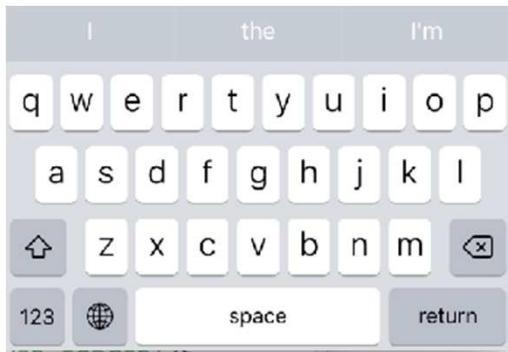 I the I'm
q w e r t y u i o p
a s d f g h j k l
z x c v b n m
123 space return